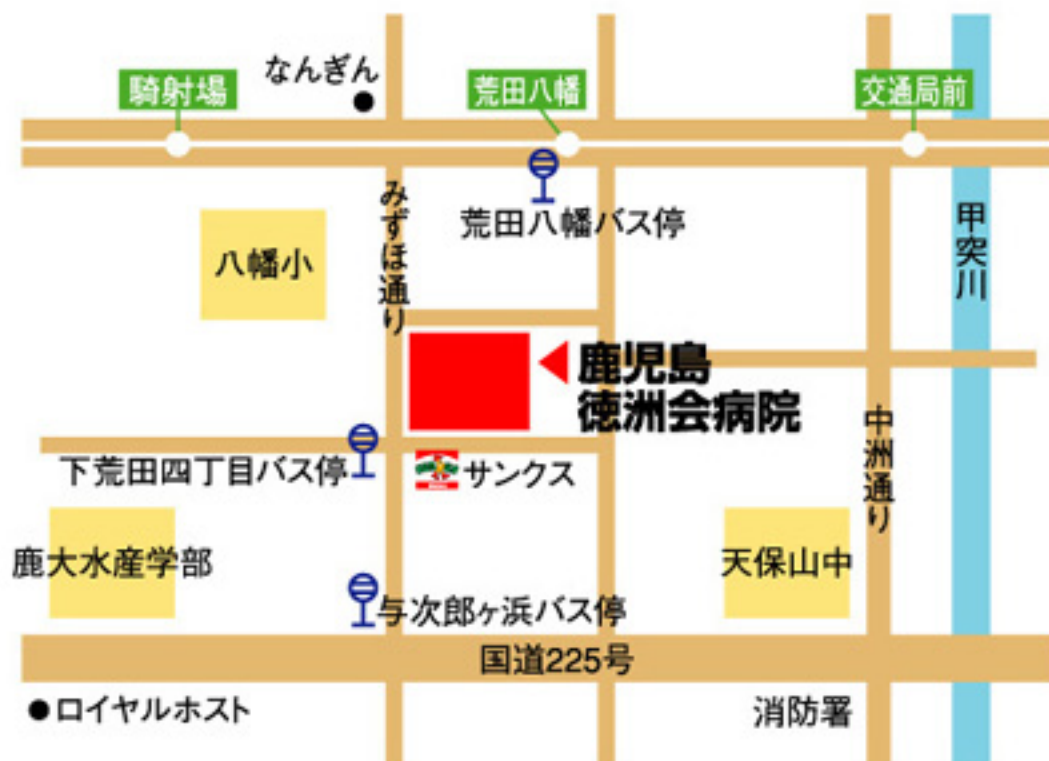 なんぎん
騎射場
荒田八幡
交通局前
みずほ通り
荒田八幡バス停
甲突川
八幡小
鹿児島
徳洲会病院
中洲通り
下荒田四丁目バス停
サンクス
鹿大水産学部
天保山中
与次郎ヶ浜バス停
国道225号
ロイヤルホスト
消防署